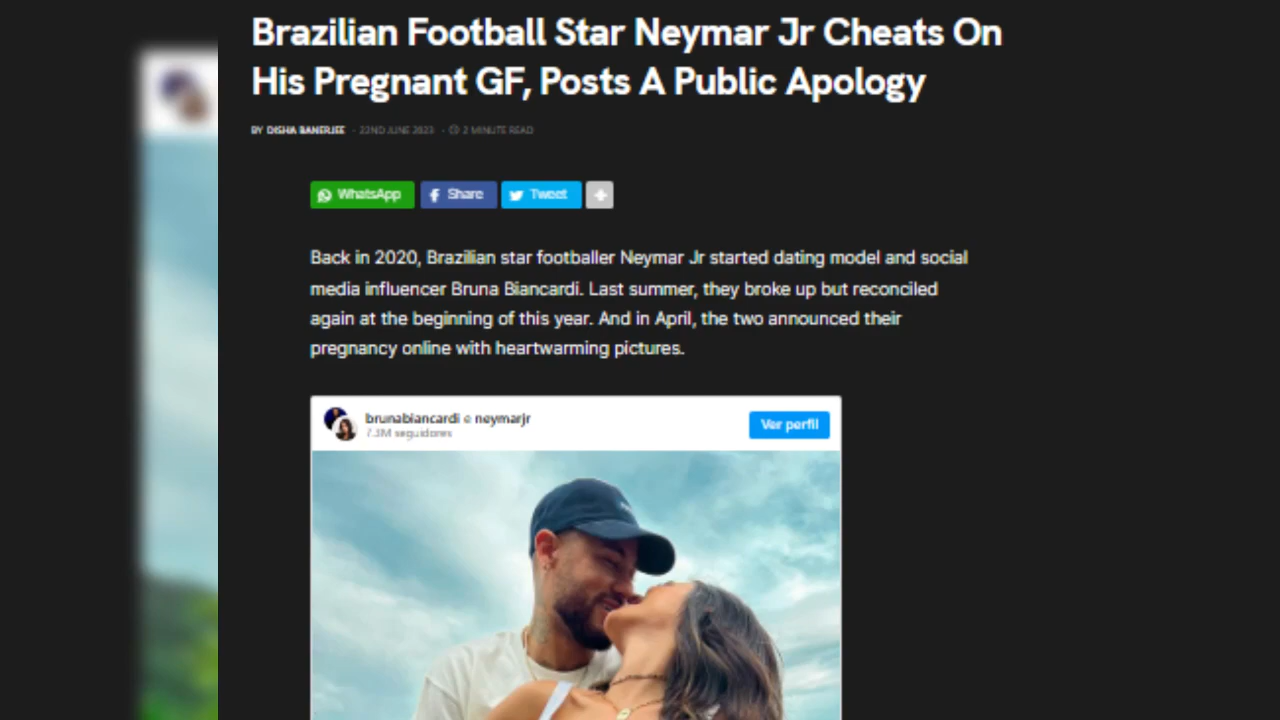 Brazilian Football Star Neymar Jr Cheats On
His Pregnant GF, Posts A Public Apology
BY DISHA BANERJEE · 22ND JUNE 2023 · 2 MINUTE READ
WhatsApp Share Tweet
Back in 2020, Brazilian star footballer Neymar Jr started dating model and social
media influencer Bruna Biancardi. Last summer, they broke up but reconciled
again at the beginning of this year. And in April, the two announced their
pregnancy online with heartwarming pictures.
brunabiancardi e neymarjr
7.3M seguidores
Ver perfil